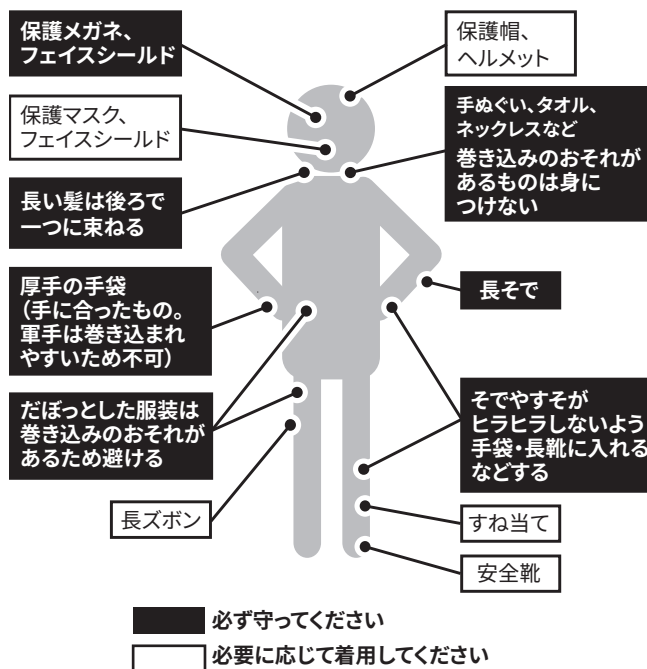 保護メガネ、
フェイスシールド
保護帽、
ヘルメット
保護マスク、
フェイスシールド
手ぬぐい、タオル、
ネックレスなど
巻き込みのおそれが
あるものは身に
つけない
長い髪は後ろで
一つに束ねる
厚手の手袋
（手に合ったもの。
軍手は巻き込まれ
やすいため不可）
長そで
だぼっとした服装は
巻き込みのおそれが
あるため避ける
そでやすそが
ヒラヒラしないよう
手袋・長靴に入れる
などする
長ズボン
すね当て
安全靴
必ず守ってください
必要に応じて着用してください